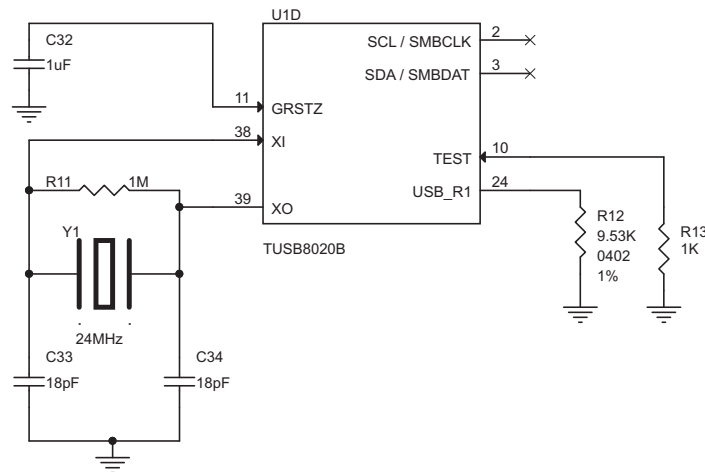 U1D
C32
1uF
SCL / SMBCLK
2
SDA / SMBDAT
3
11
GRSTZ
38
XI
TEST
10
R11
1M
USB_R1
24
39
XO
R12
9.53K
0402
1%
R13
1K
Y1
TUSB8020B
24MHz
C33
18pF
C34
18pF